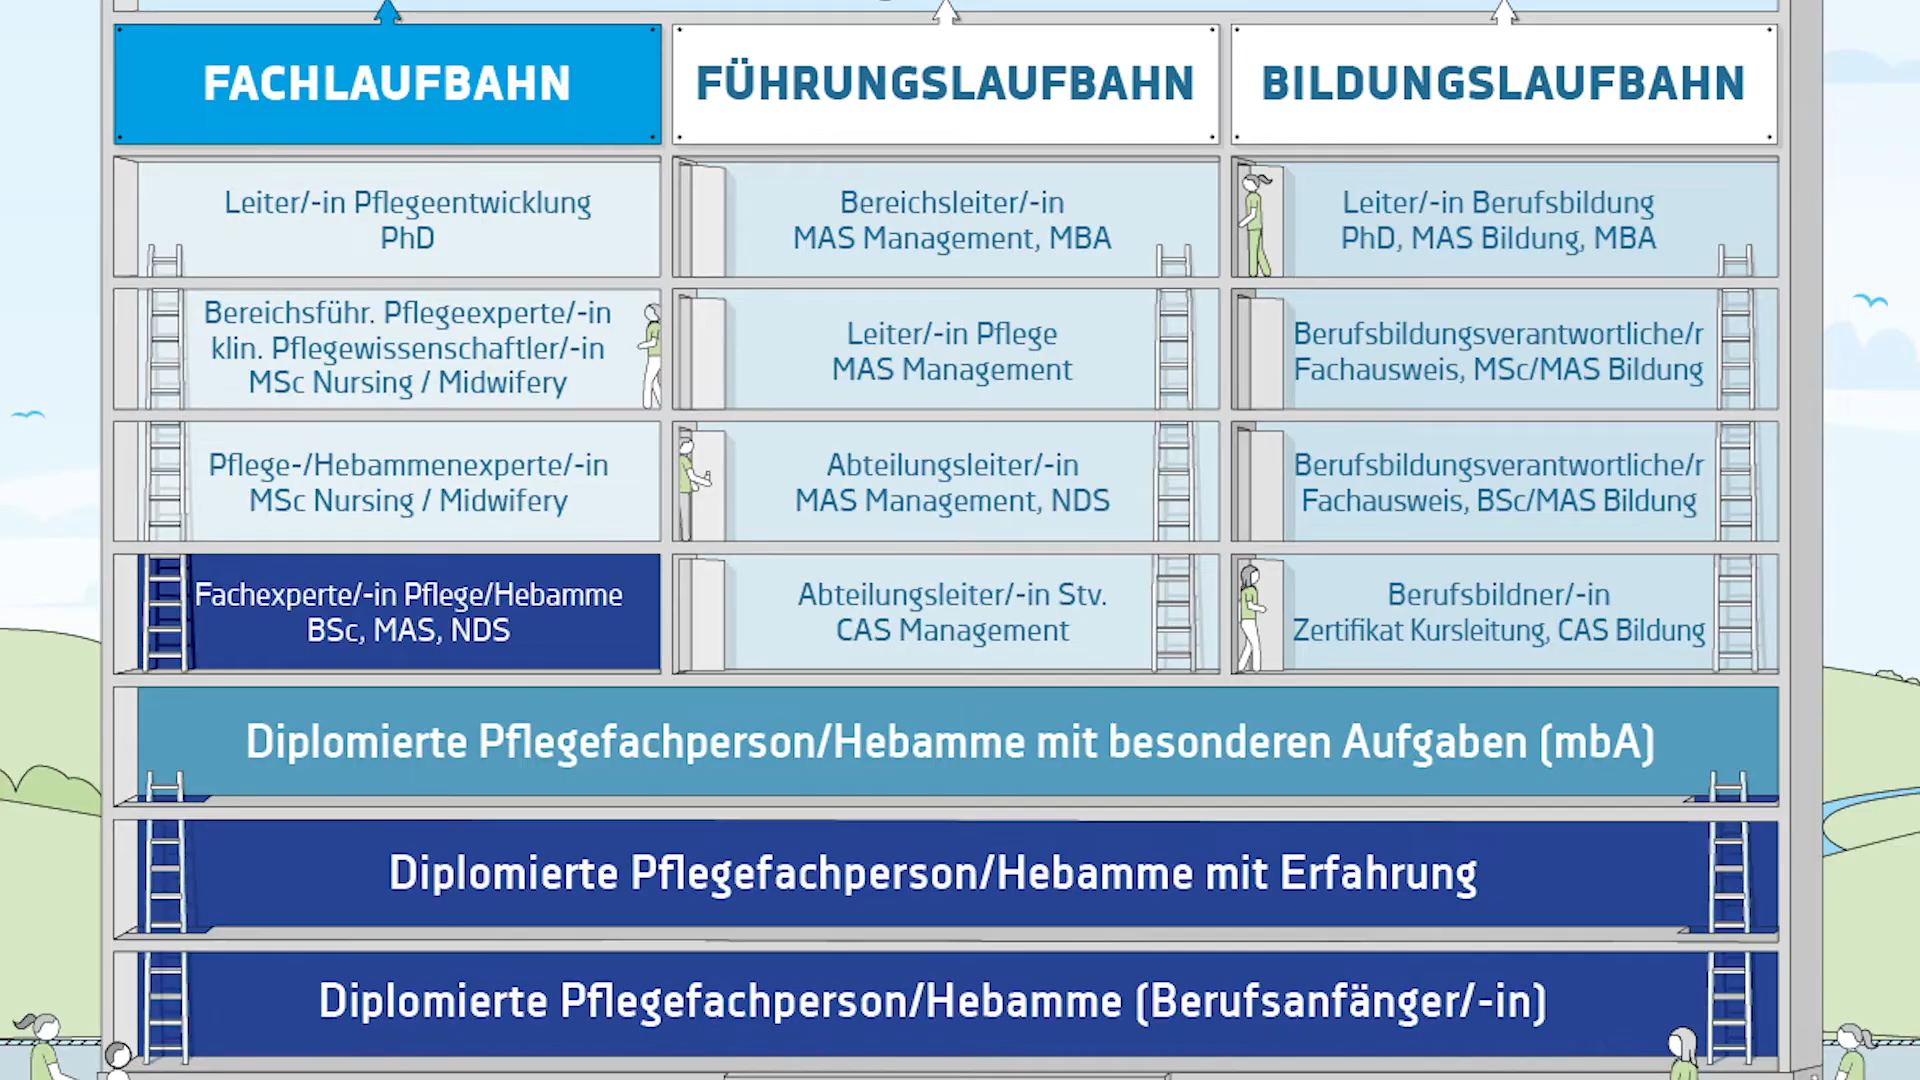 FACHLAUFBAHN
FÜHRUNGSLAUFBAHN
BILDUNGSLAUFBAHN
Leiter/-in Pflegeentwicklung
PhD
Bereichsleiter/-in
MAS Management, MBA
Leiter/-in Berufsbildung
PhD, MAS Bildung, MBA
Bereichsführ. Pflegeexperte/-in
klin. Pflegewissenschaftler/-in
MSc Nursing / Midwifery
Leiter/-in Pflege
MAS Management
Berufsbildungsverantwortliche/r
Fachausweis, MSc/MAS Bildung
Pflege-/Hebammenexperte/-in
MSc Nursing / Midwifery
Abteilungsleiter/-in
MAS Management, NDS
Berufsbildungsverantwortliche/r
Fachausweis, BSc/MAS Bildung
Fachexperte/-in Pflege/Hebamme
BSc, MAS, NDS
Abteilungsleiter/-in Stv.
CAS Management
Berufsbildner/-in
Zertifikat Kursleitung, CAS Bildung
Diplomierte Pflegefachperson/Hebamme mit besonderen Aufgaben (mbA)
Diplomierte Pflegefachperson/Hebamme mit Erfahrung
Diplomierte Pflegefachperson/Hebamme (Berufsanfänger/-in)